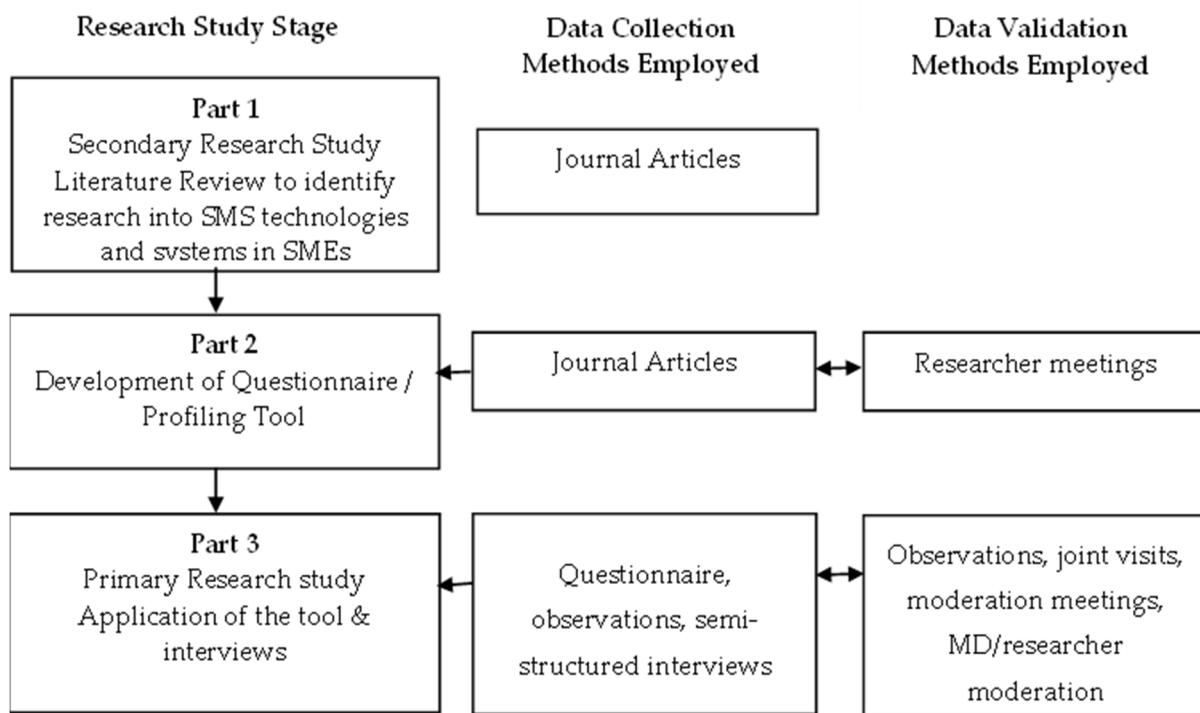 Research Study Stage
Data Collection
Methods Employed
Data Validation
Methods Employed
Part 1
Secondary Research Study
Literature Review to identify
research into SMS technologies
and systems in SMEs
Journal Articles
Part 2
Development of Questionnaire /
Profiling Tool
Journal Articles
Researcher meetings
Part 3
Primary Research study
Application of the tool &
interviews
Questionnaire,
observations, semi-
structured interviews
Observations, joint visits,
moderation meetings,
MD/researcher
moderation